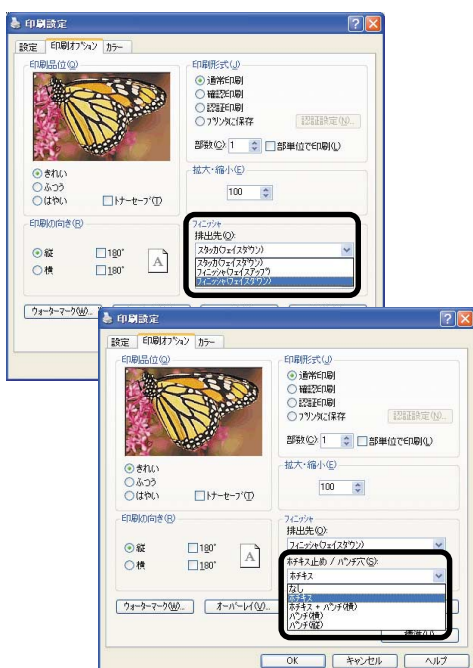 印刷設定
設定 印刷オプション カラー
印刷品位(Q)
きれい
ふつう
はやい
トナーセーブ(T)
印刷形式(J)
通常印刷
確認印刷
認証印刷
プリンタに保存
認証設定(N)...
部数(C): 1 部単位で印刷(L)
拡大・縮小(E)
100
印刷の向き(R)
縦 180°
横 180°
A
フィニッシャ
排出先(O):
スタッカ(フェイスダウン)
スタッカ(フェイスダウン)
フィニッシャ(フェイスアップ)
フィニッシャ(フェイスダウン)
ウォーターマーク(W)...
印刷設定
設定 印刷オプション カラー
印刷品位(Q)
きれい
ふつう
はやい
トナーセーブ(T)
印刷形式(J)
通常印刷
確認印刷
認証印刷
プリンタに保存
認証設定(N)...
部数(C): 1 部単位で印刷(L)
拡大・縮小(E)
100
印刷の向き(R)
縦 180°
横 180°
A
フィニッシャ
排出先(O):
フィニッシャ(フェイスダウン)
ホチキス止め / パンチ穴(S):
ホチキス
なし
ホチキス
ホチキス + パンチ(横)
パンチ(横)
パンチ(縦)
ウォーターマーク(W)... オーバーレイ(V)...
OK キャンセル ヘルプ